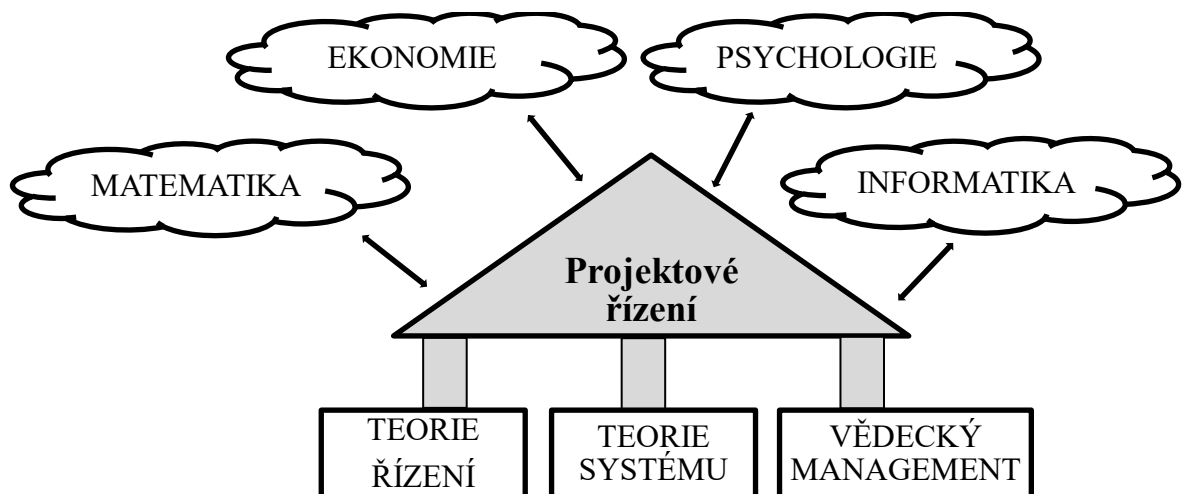 EKONOMIE
PSYCHOLOGIE
MATEMATIKA
INFORMATIKA
Projektové
řízení
TEORIE
ŘÍZENÍ
TEORIE
SYSTÉMU
VĚDECKÝ
MANAGEMENT